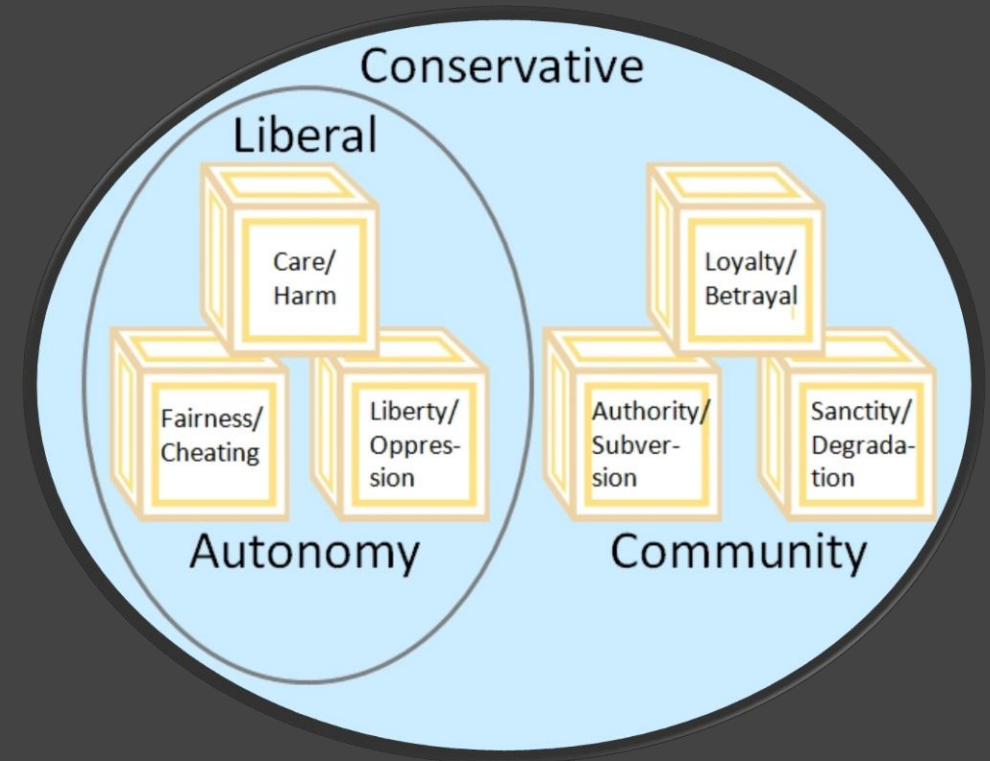 Conservative
Liberal
Care/
Harm
Fairness/
Cheating
Liberty/
Oppres-
sion
Autonomy
Loyalty/
Betrayal
Authority/
Subver-
sion
Sanctity/
Degrada-
tion
Community